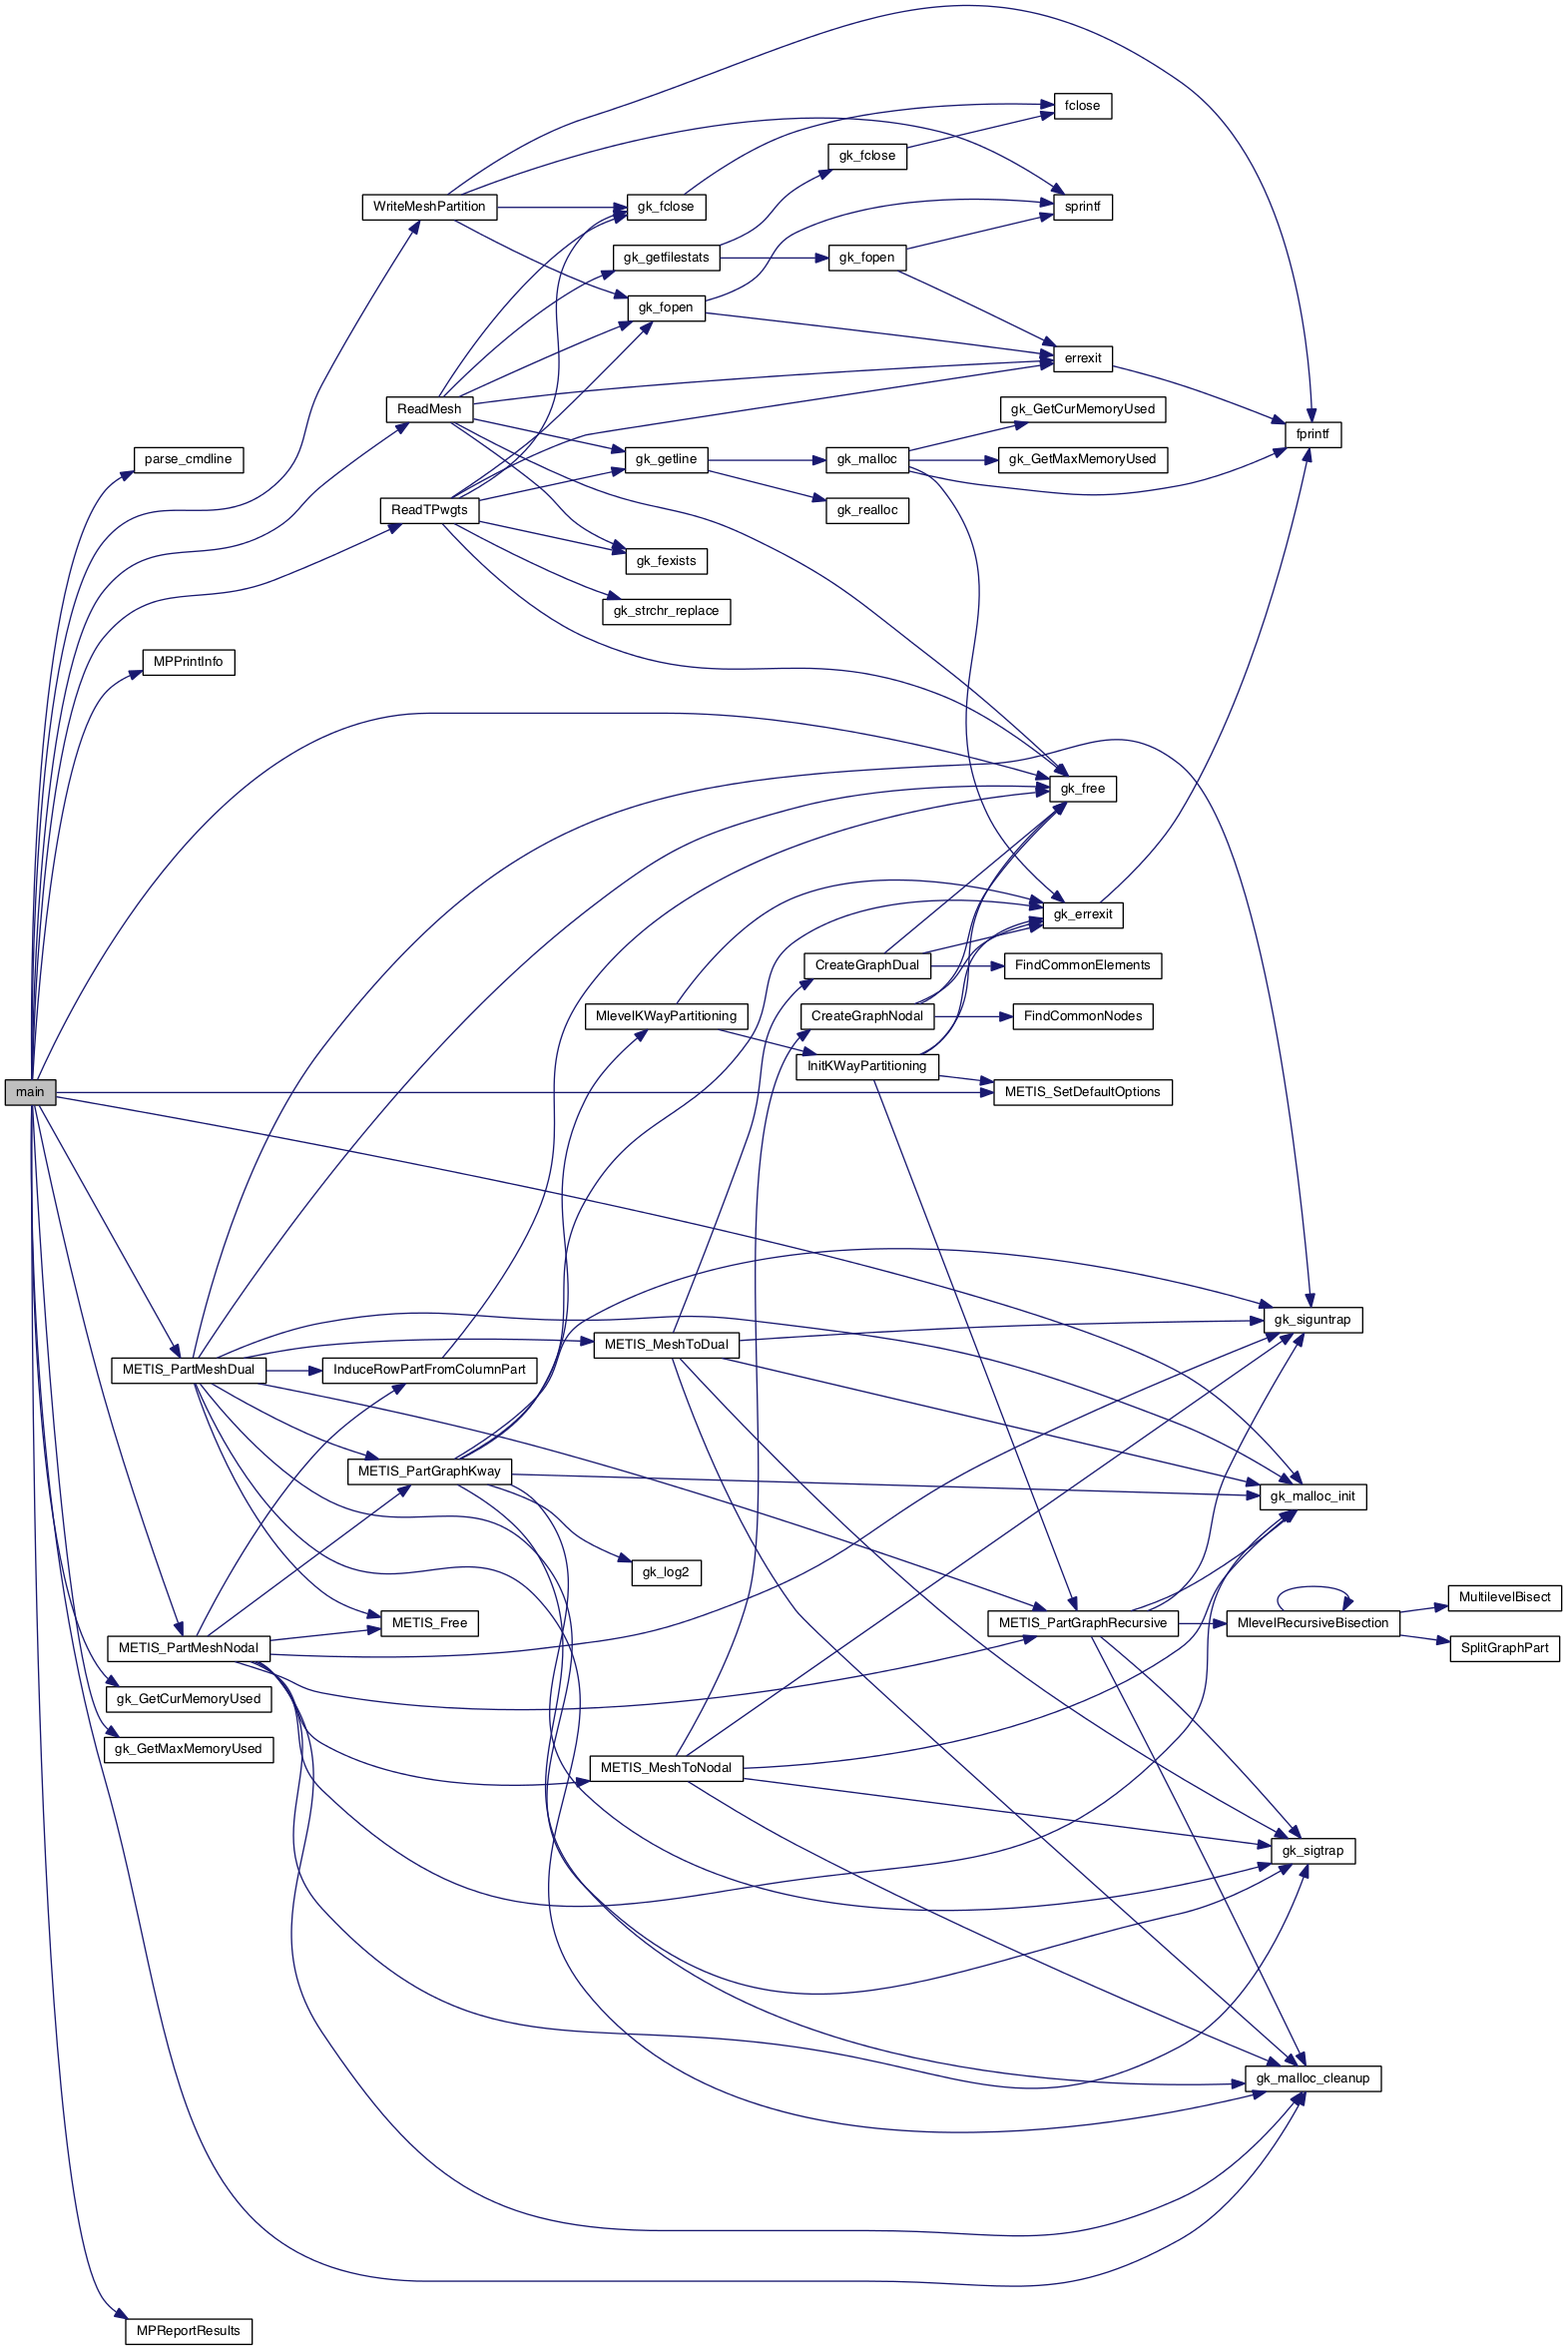 fclose
gk_fclose
WriteMeshPartition
gk_fclose
sprintf
gk_getfilestats
gk_fopen
gk_fopen
errexit
ReadMesh
gk_GetCurMemoryUsed
fprintf
parse_cmdline
gk_getline
gk_malloc
gk_GetMaxMemoryUsed
ReadTPwgts
gk_realloc
gk_fexists
gk_strchr_replace
MPPrintInfo
gk_free
gk_errexit
CreateGraphDual
FindCommonElements
MlevelKWayPartitioning
CreateGraphNodal
FindCommonNodes
InitKWayPartitioning
main
METIS_SetDefaultOptions
gk_siguntrap
METIS_MeshToDual
METIS_PartMeshDual
InduceRowPartFromColumnPart
METIS_PartGraphKway
gk_malloc_init
gk_log2
MultilevelBisect
METIS_Free
METIS_PartGraphRecursive
MlevelRecursiveBisection
METIS_PartMeshNodal
SplitGraphPart
gk_GetCurMemoryUsed
gk_GetMaxMemoryUsed
METIS_MeshToNodal
gk_sigtrap
gk_malloc_cleanup
MPReportResults